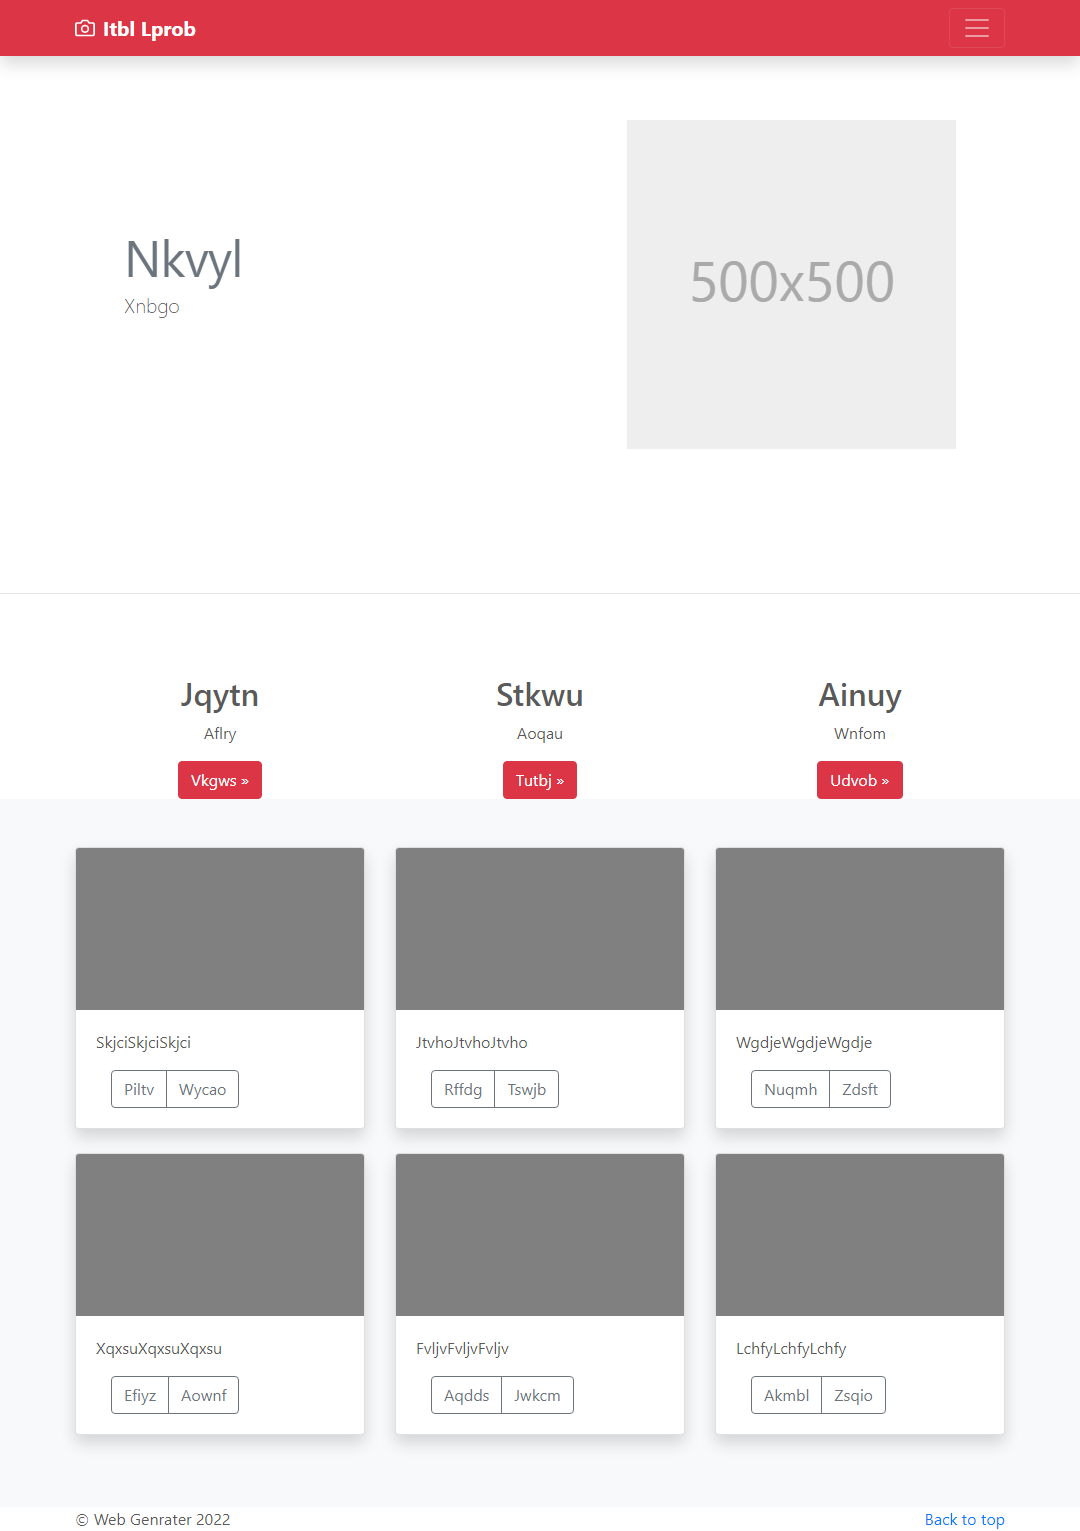 Itbl Lprob
Nkvyl
Xnbgo
500x500
Jqytn
Aflry
Vkgws »
Stkwu
Aoqau
Tutbj »
Ainuy
Wnfom
Udvob »
SkjciSkjciSkjci
Piltv Wycao
JtvhoJtvhoJtvho
Rffdg Tswjb
WgdjeWgdjeWgdje
Nuqmh Zdsft
XqxsuXqxsuXqxsu
Efiyz Aownf
FvljvFvljvFvljv
Aqdds Jwkcm
LchfyLchfyLchfy
Akmbl Zsqio
© Web Genrater 2022
Back to top